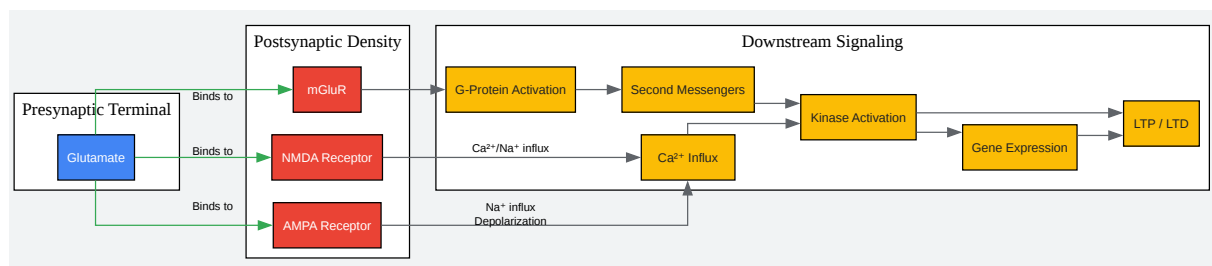 Presynaptic Terminal
Glutamate
Binds to
Binds to
Binds to
Postsynaptic Density
mGluR
NMDA Receptor
AMPA Receptor
Ca²⁺/Na⁺ influx
Na⁺ influx
Depolarization
Downstream Signaling
G-Protein Activation
Second Messengers
Ca²⁺ Influx
Kinase Activation
Gene Expression
LTP / LTD